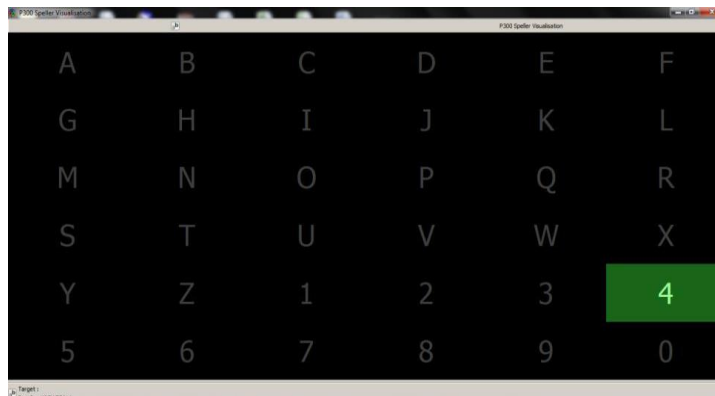 P300 Speller Visualisation
P300 Speller Visualisation
A B C D E F
G H I J K L
M N O P Q R
S T U V W X
Y Z 1 2 3 4
5 6 7 8 9 0
Target :